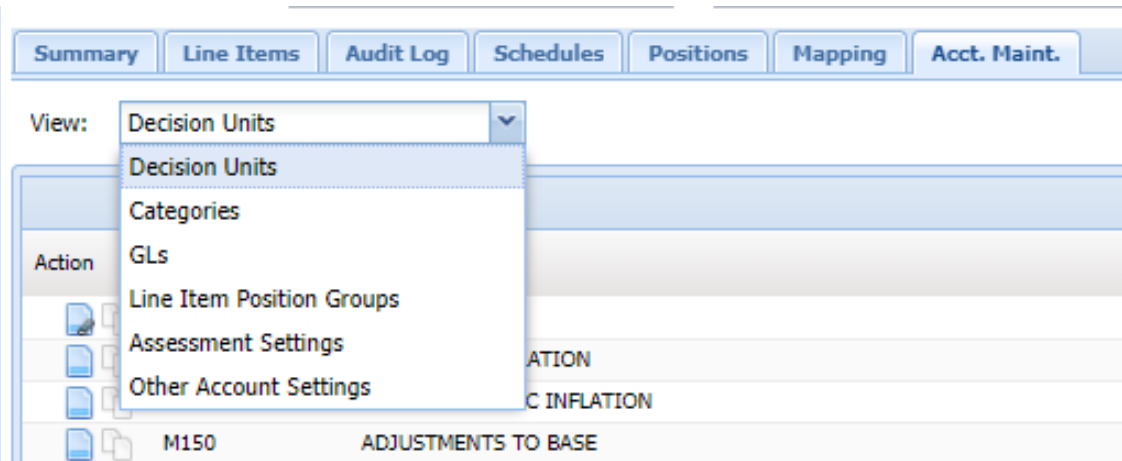 Summary Line Items Audit Log Schedules Positions Mapping Acct. Maint.
View: Decision Units
Decision Units
Categories
GLs
Action
Line Item Position Groups
Assessment Settings
ATION
Other Account Settings
C INFLATION
M150 ADJUSTMENTS TO BASE